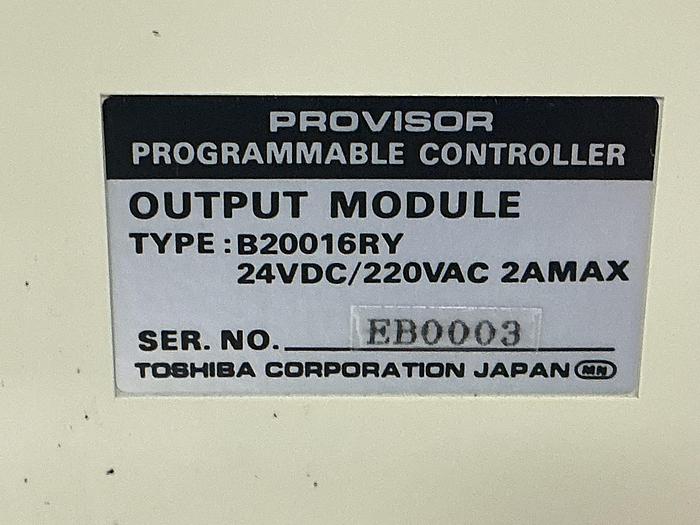 PROVISOR
PROGRAMMABLE CONTROLLER
OUTPUT MODULE
TYPE : B20016RY
24VDC/220VAC 2AMAX
SER. NO. EB0003
TOSHIBA CORPORATION JAPAN MN